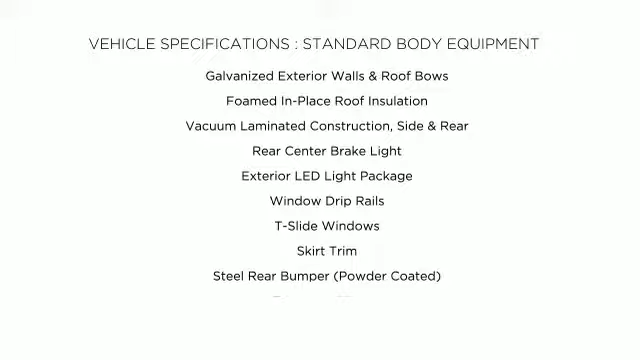 VEHICLE SPECIFICATIONS : STANDARD BODY EQUIPMENT
Galvanized Exterior Walls & Roof Bows
Foamed In-Place Roof Insulation
Vacuum Laminated Construction, Side & Rear
Rear Center Brake Light
Exterior LED Light Package
Window Drip Rails
T-Slide Windows
Skirt Trim
Steel Rear Bumper (Powder Coated)